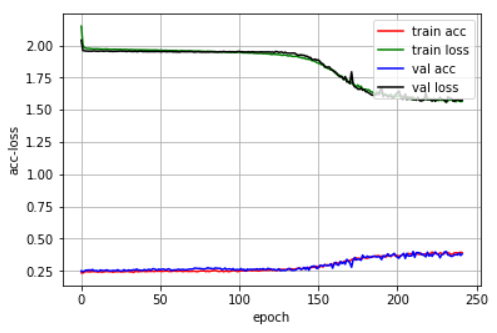 2.00
1.75
1.50
1.25
1.00
0.75
0.50
0.25
acc-loss
train acc
train loss
val acc
val loss
0 50 100 150 200 250
epoch